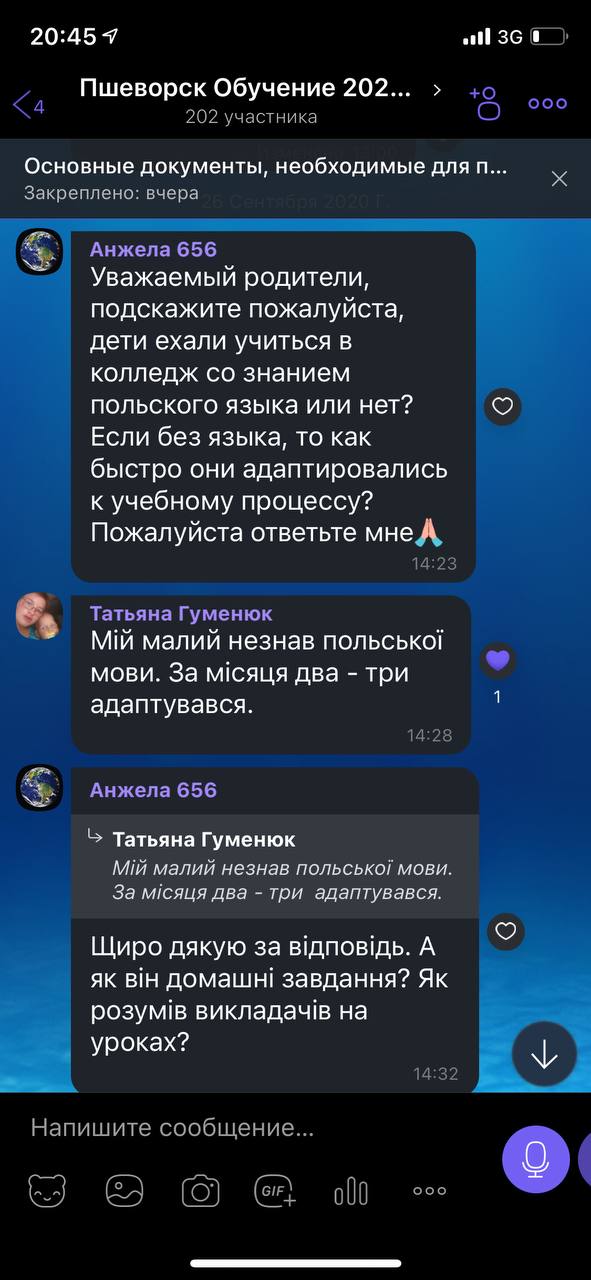 20:45
3G
4
Пшеворск Обучение 202...
202 участника
Основные документы, необходимые для п...
Закреплено: вчера
26 Сентября 2020 Г.
Анжела 656
Уважаемый родители,
подскажите пожалуйста,
дети ехали учиться в
колледж со знанием
польского языка или нет?
Если без языка, то как
быстро они адаптировались
к учебному процессу?
Пожалуйста ответьте мне🙏
14:23
Татьяна Гуменюк
Мій малий незнав польської
мови. За місяця два - три
адаптувався.
1
14:28
Анжела 656
Татьяна Гуменюк
Мій малий незнав польської мови.
За місяця два - три  адаптувався.
Щиро дякую за відповідь. А
як він домашні завдання? Як
розумів викладачів на
уроках?
14:32
Напишите сообщение...
GIF